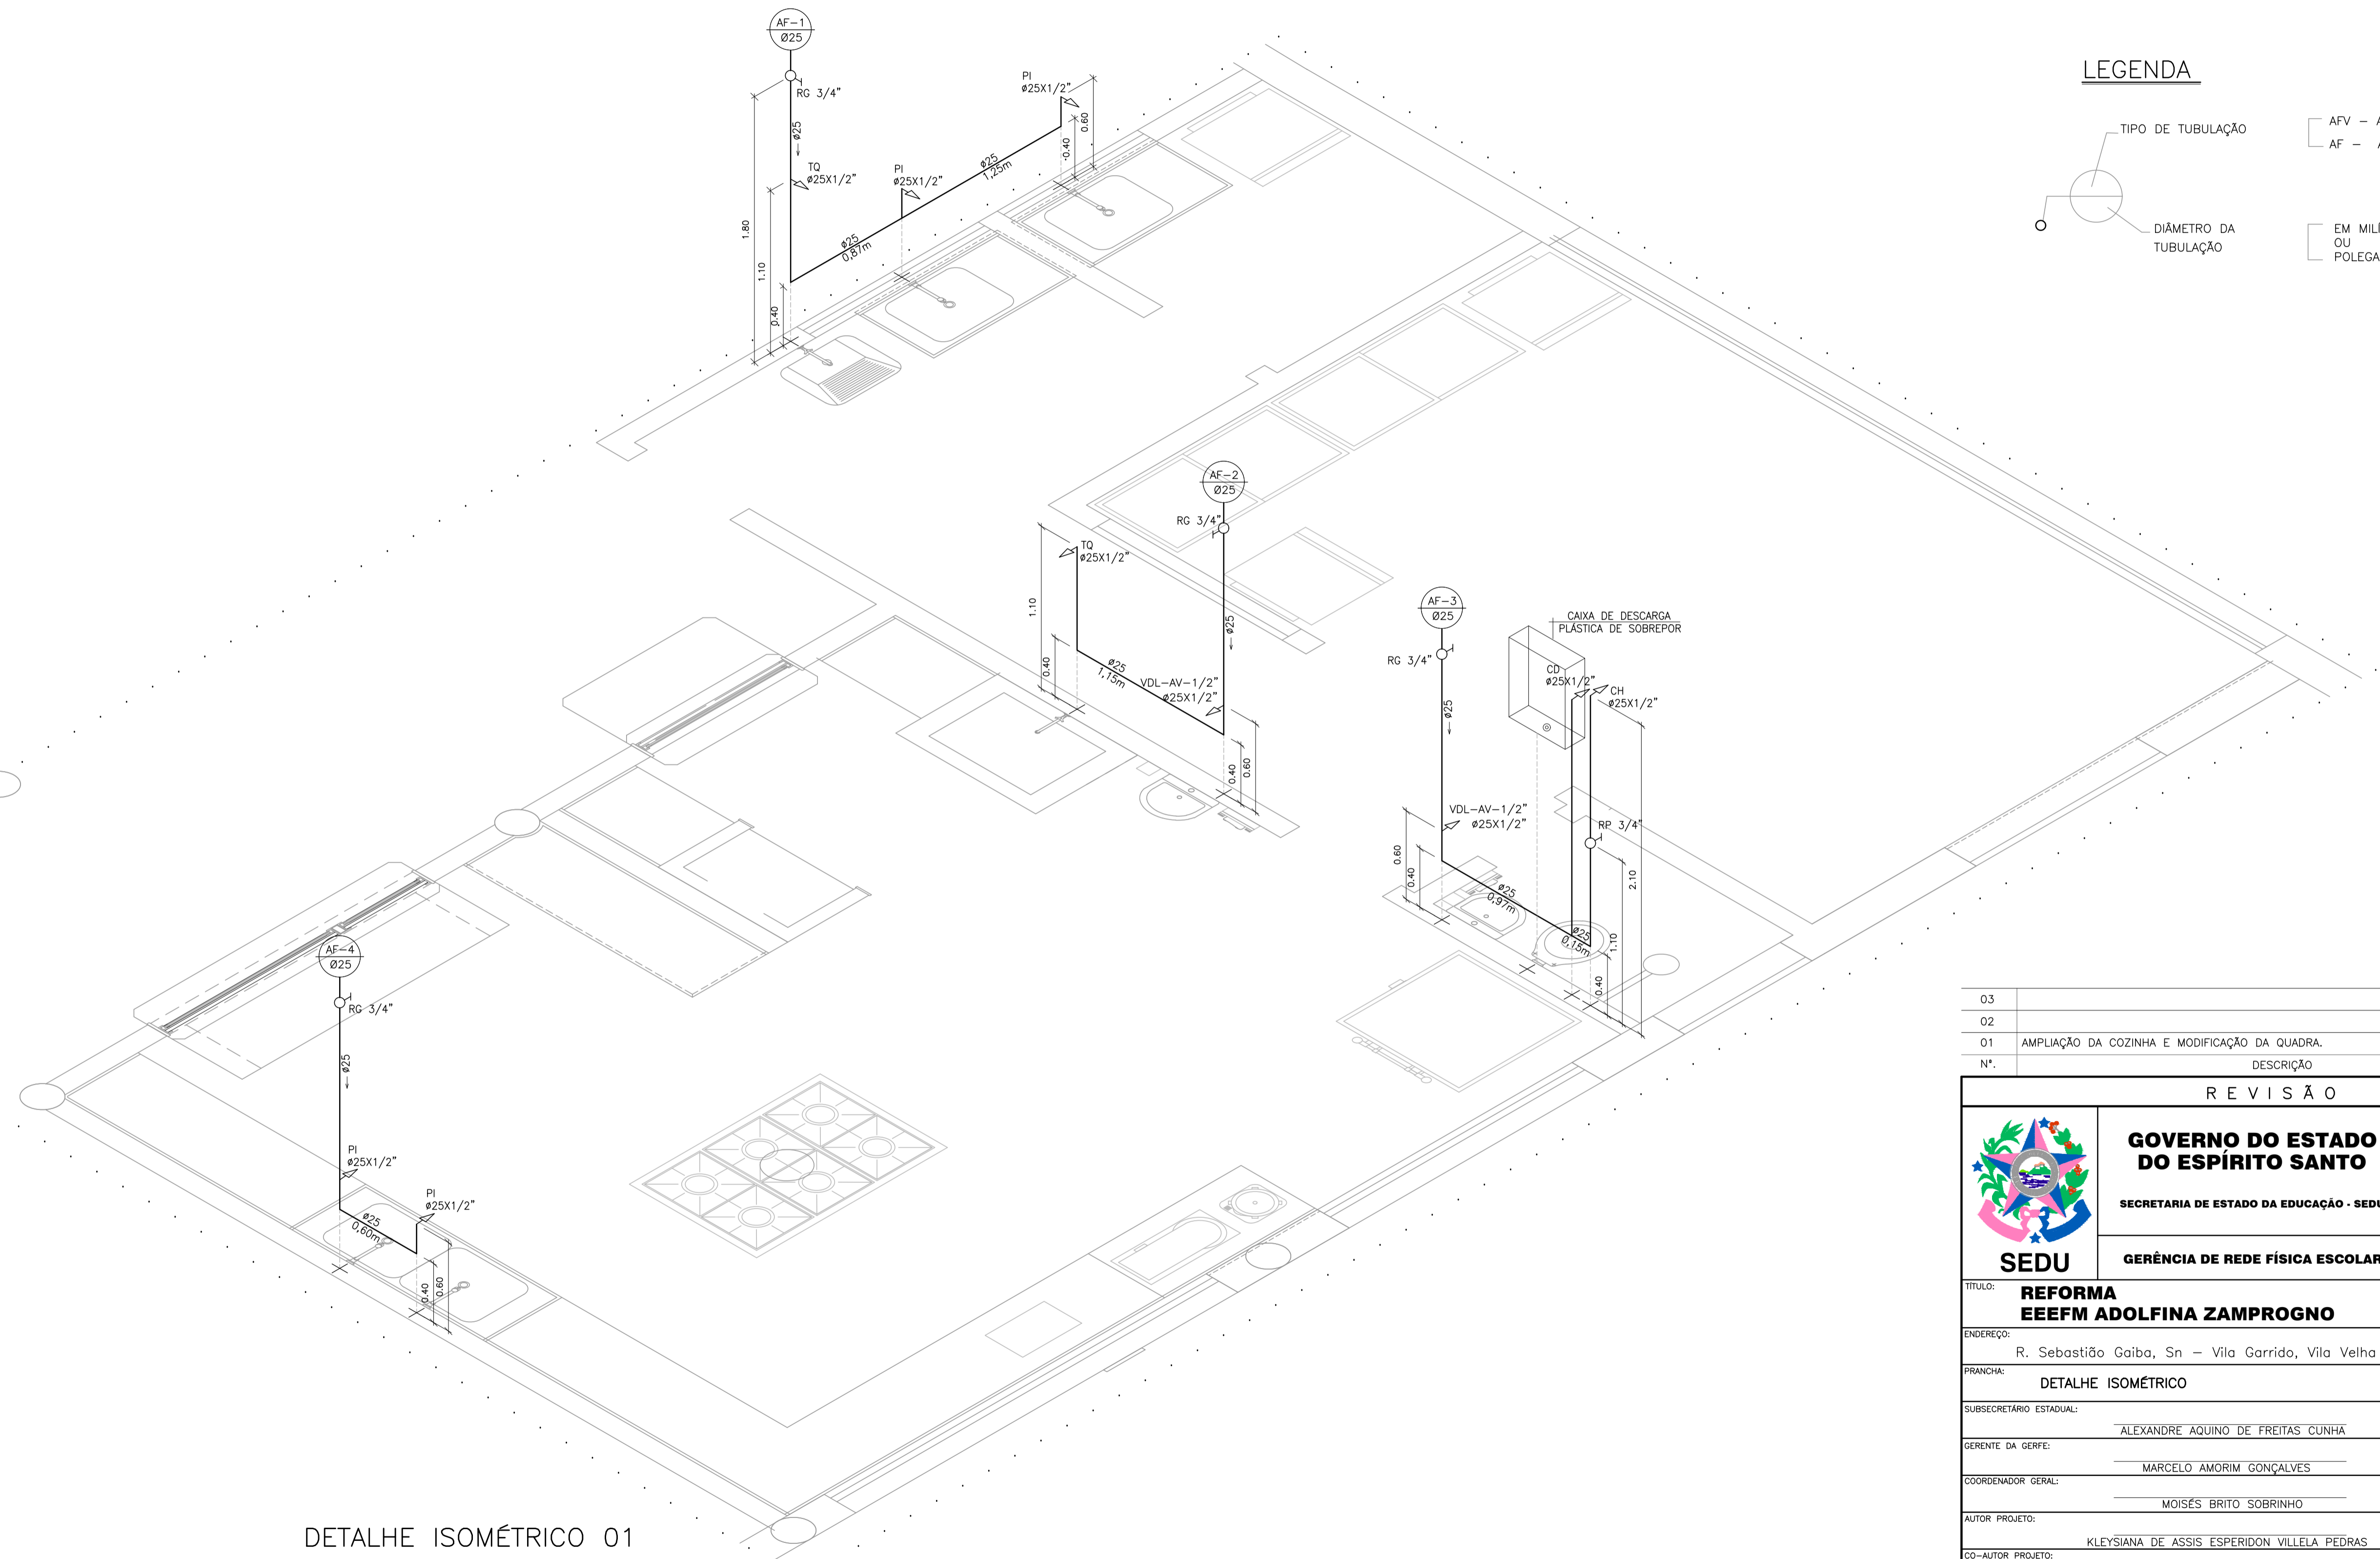 AF-1
Ø25
RG 3/4"
ø25
TQ
ø25X1/2"
PI
ø25X1/2"
PI
ø25X1/2"
ø25
0,87m
ø25
1,25m
1.80
1.10
0.40
0.40
0.60
AF-2
Ø25
RG 3/4"
ø25
TQ
ø25X1/2"
VDL-AV-1/2"
ø25X1/2"
ø25
1,15m
1.10
0.40
0.40
0.60
AF-3
Ø25
RG 3/4"
ø25
CAIXA DE DESCARGA
PLÁSTICA DE SOBREPOR
CD
ø25X1/2"
CH
ø25X1/2"
VDL-AV-1/2"
ø25X1/2"
RP 3/4"
ø25
0,97m
ø25
0,15m
0.60
0.40
0.40
1.10
2.10
AF-4
Ø25
RG 3/4"
ø25
PI
ø25X1/2"
PI
ø25X1/2"
ø25
0,60m
0.40
0.60
DETALHE ISOMÉTRICO 01
LEGENDA
TIPO DE TUBULAÇÃO
AFV -
AF -
DIÂMETRO DA
TUBULAÇÃO
OU
03
02
01 AMPLIAÇÃO DA COZINHA E MODIFICAÇÃO DA QUADRA.
Nº. DESCRIÇÃO
REVISÃO
GOVERNO DO ESTADO
DO ESPÍRITO SANTO
SECRETARIA DE ESTADO DA EDUCAÇÃO - SEDU
SEDU
GERÊNCIA DE REDE FÍSICA ESCOLAR
TÍTULO:
REFORMA
EEEFM ADOLFINA ZAMPROGNO
ENDEREÇO:
R. Sebastião Gaiba, Sn – Vila Garrido, Vila Velha
PRANCHA:
DETALHE ISOMÉTRICO
SUBSECRETÁRIO ESTADUAL:
ALEXANDRE AQUINO DE FREITAS CUNHA
GERENTE DA GERFE:
MARCELO AMORIM GONÇALVES
COORDENADOR GERAL:
MOISÉS BRITO SOBRINHO
AUTOR PROJETO:
KLEYSIANA DE ASSIS ESPERIDON VILLELA PEDRAS
CO-AUTOR PROJETO: